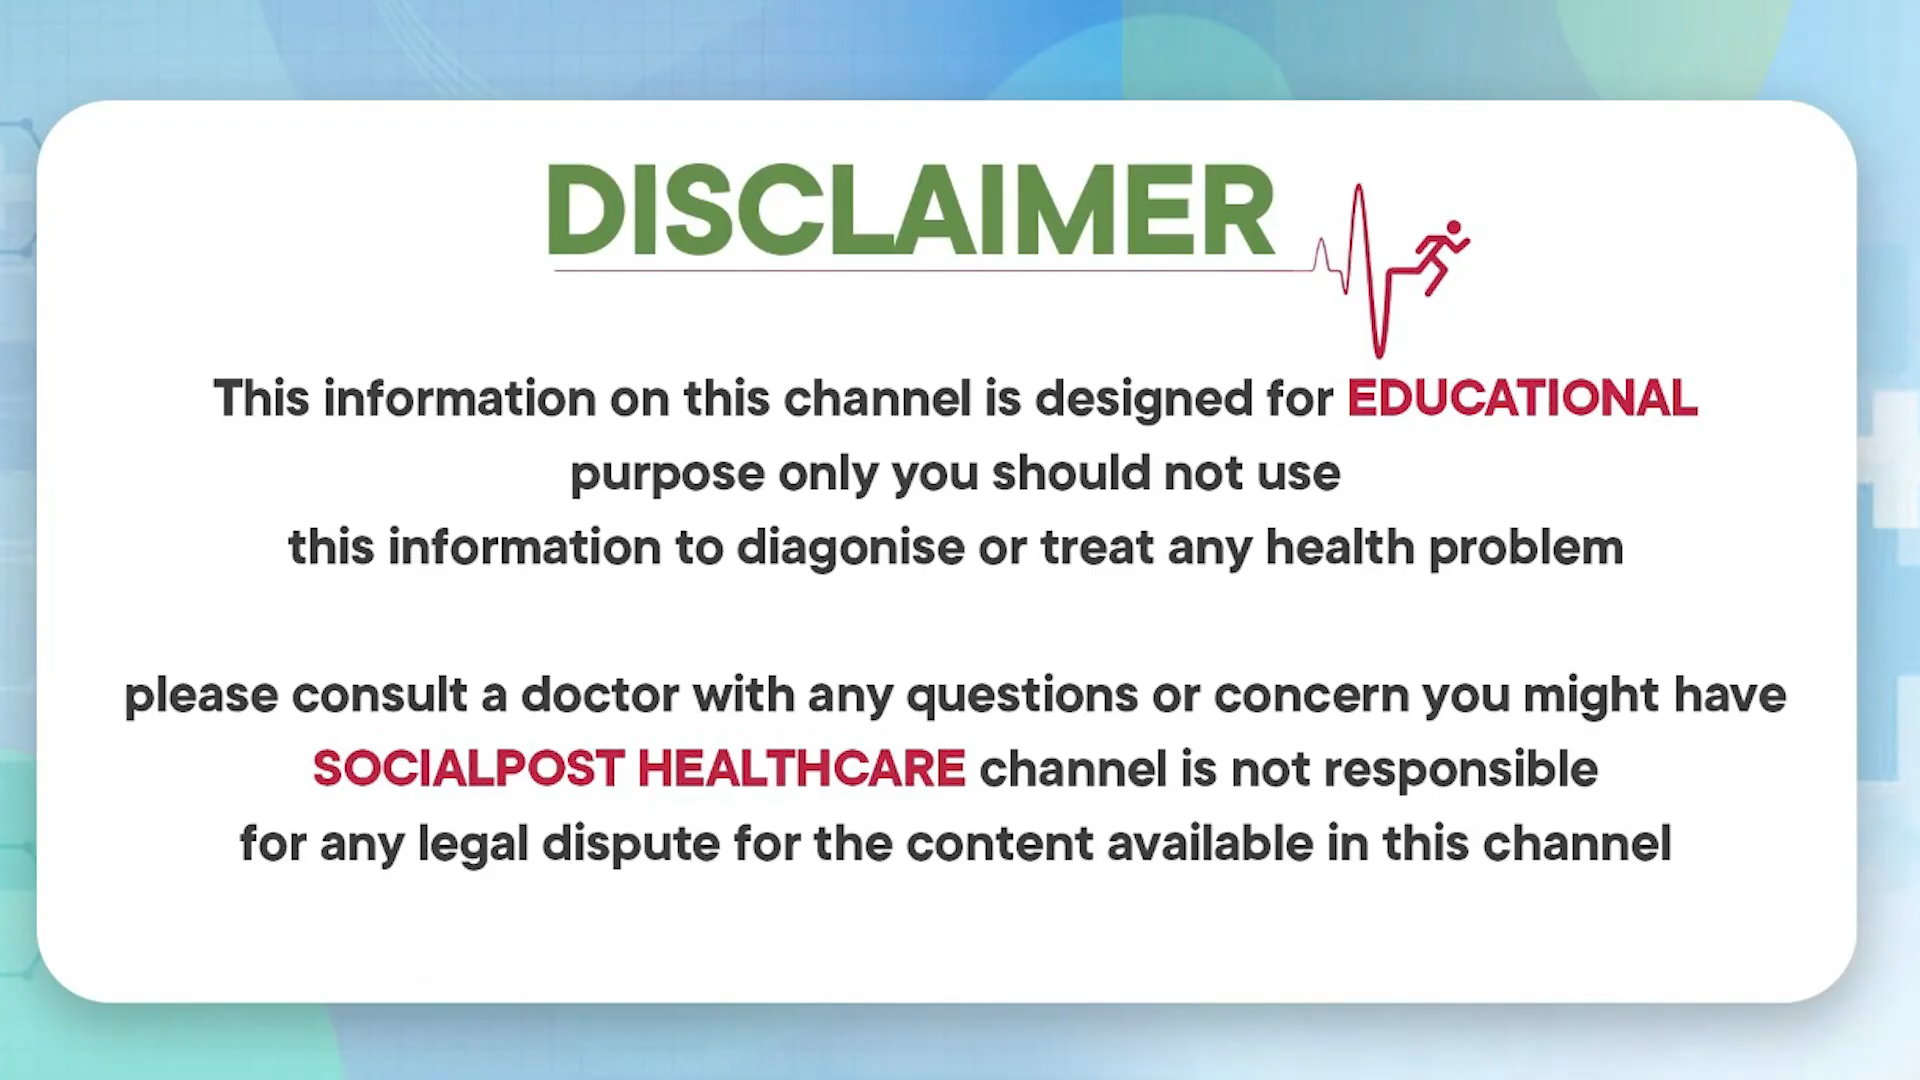 DISCLAIMER
This information on this channel is designed for EDUCATIONAL
purpose only you should not use
this information to diagonise or treat any health problem
please consult a doctor with any questions or concern you might have
SOCIALPOST HEALTHCARE channel is not responsible
for any legal dispute for the content available in this channel